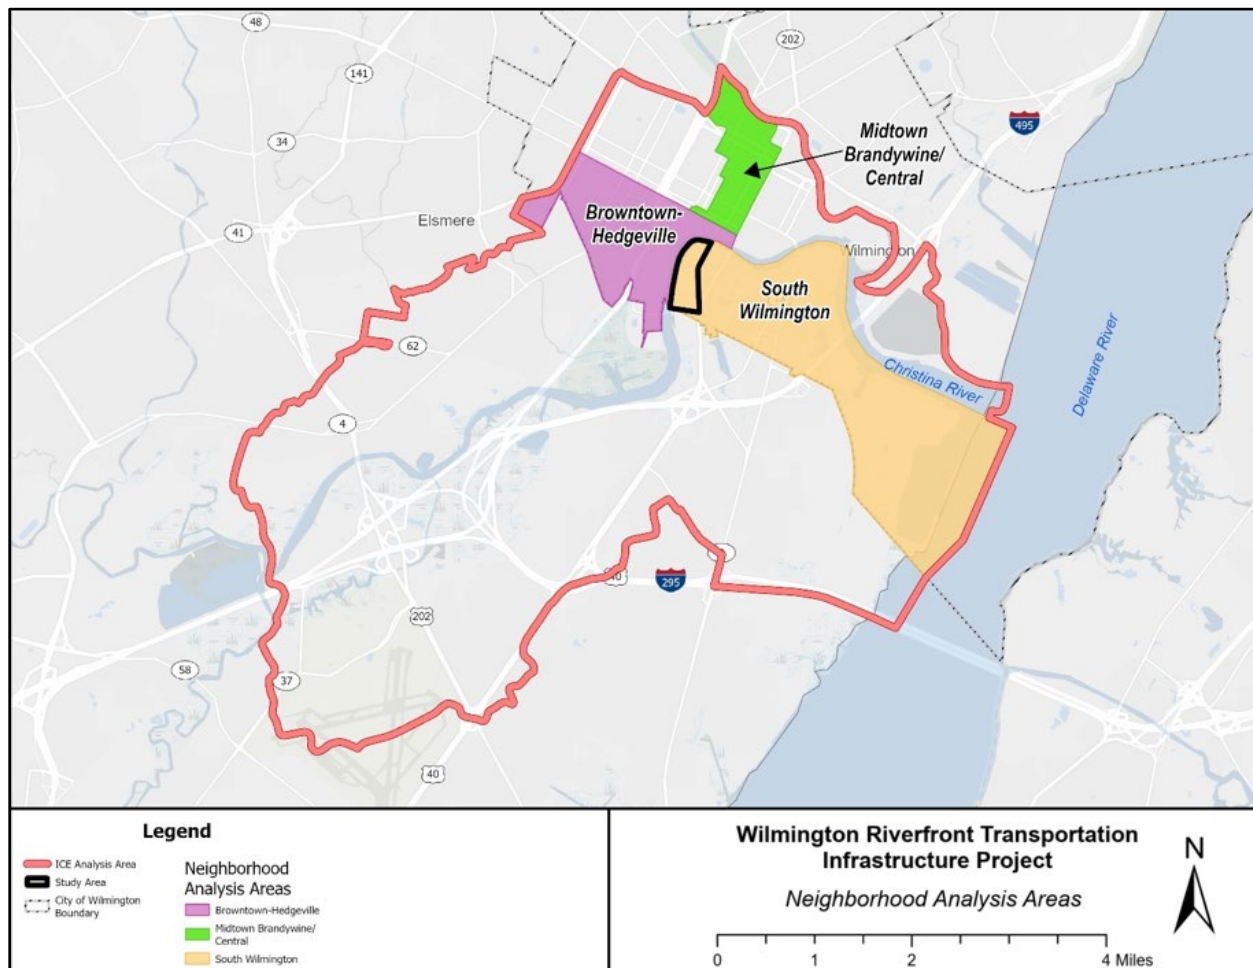 48
202
141
495
34
Midtown
Brandywine/
Central
Elsmere
Browntown-
Hedgeville
41
Wilmington
South
Wilmington
62
Christina River
Delaware River
4
40
295
202
58
37
40
Legend
ICE Analysis Area
Study Area
City of Wilmington
Boundary
Neighborhood
Analysis Areas
Browntown-Hedgeville
Midtown Brandywine/
Central
South Wilmington
Wilmington Riverfront Transportation
Infrastructure Project
Neighborhood Analysis Areas
N
0 1 2 4 Miles